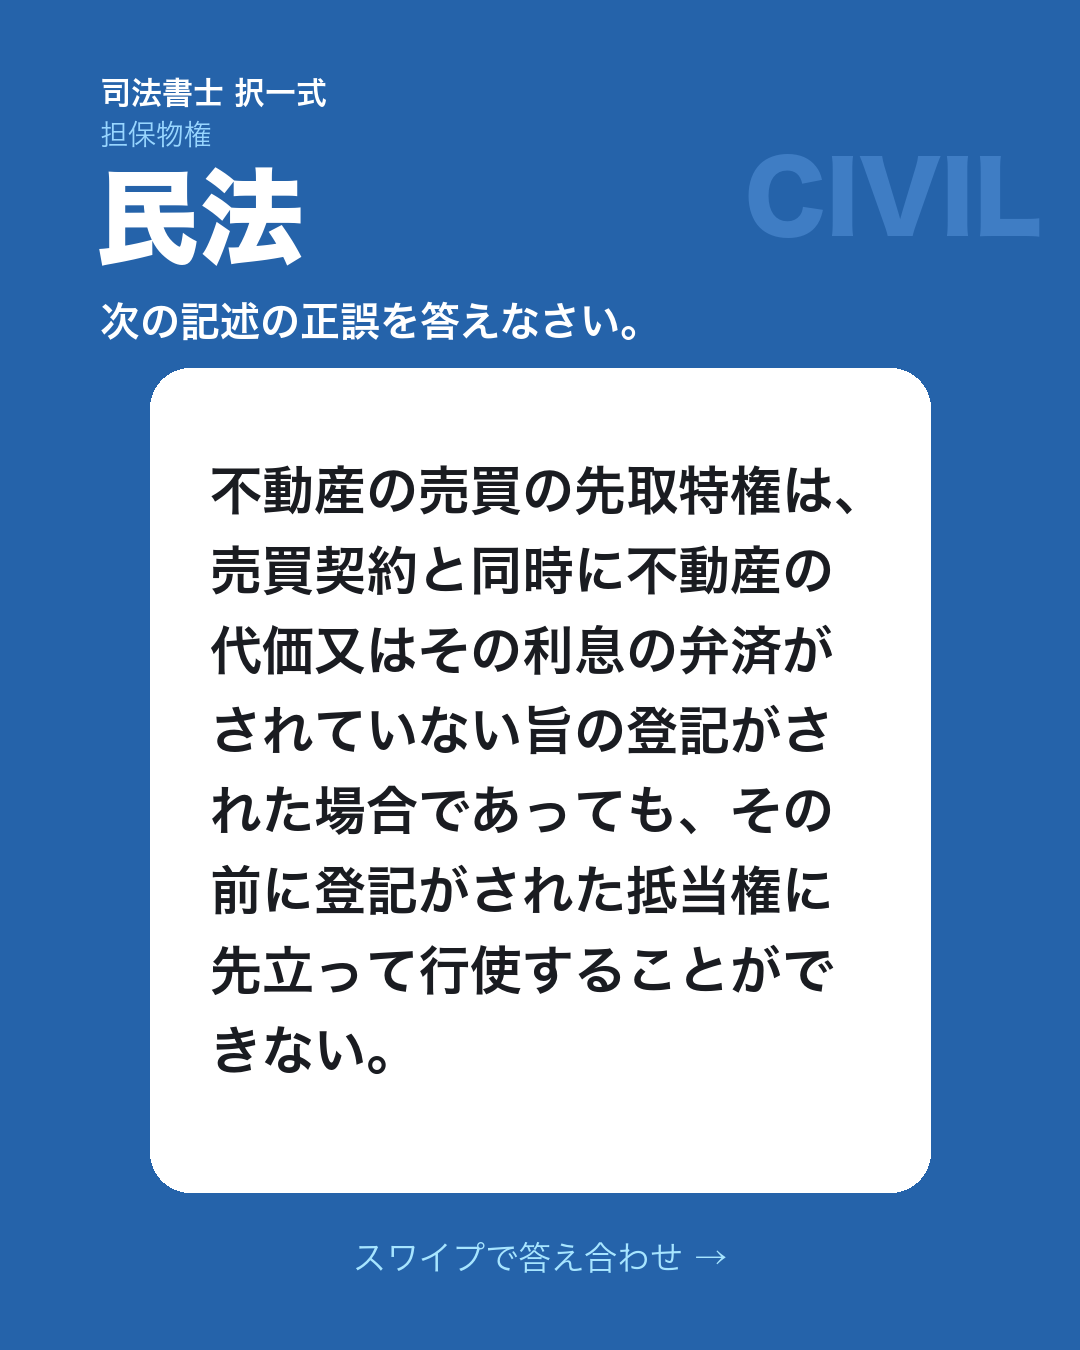 司法書士 択一式
担保物権
民法
CIVIL
次の記述の正誤を答えなさい。
不動産の売買の先取特権は、
売買契約と同時に不動産の
代価又はその利息の弁済が
されていない旨の登記がさ
れた場合であっても、その
前に登記がされた抵当権に
先立って行使することがで
きない。
スワイプで答え合わせ →